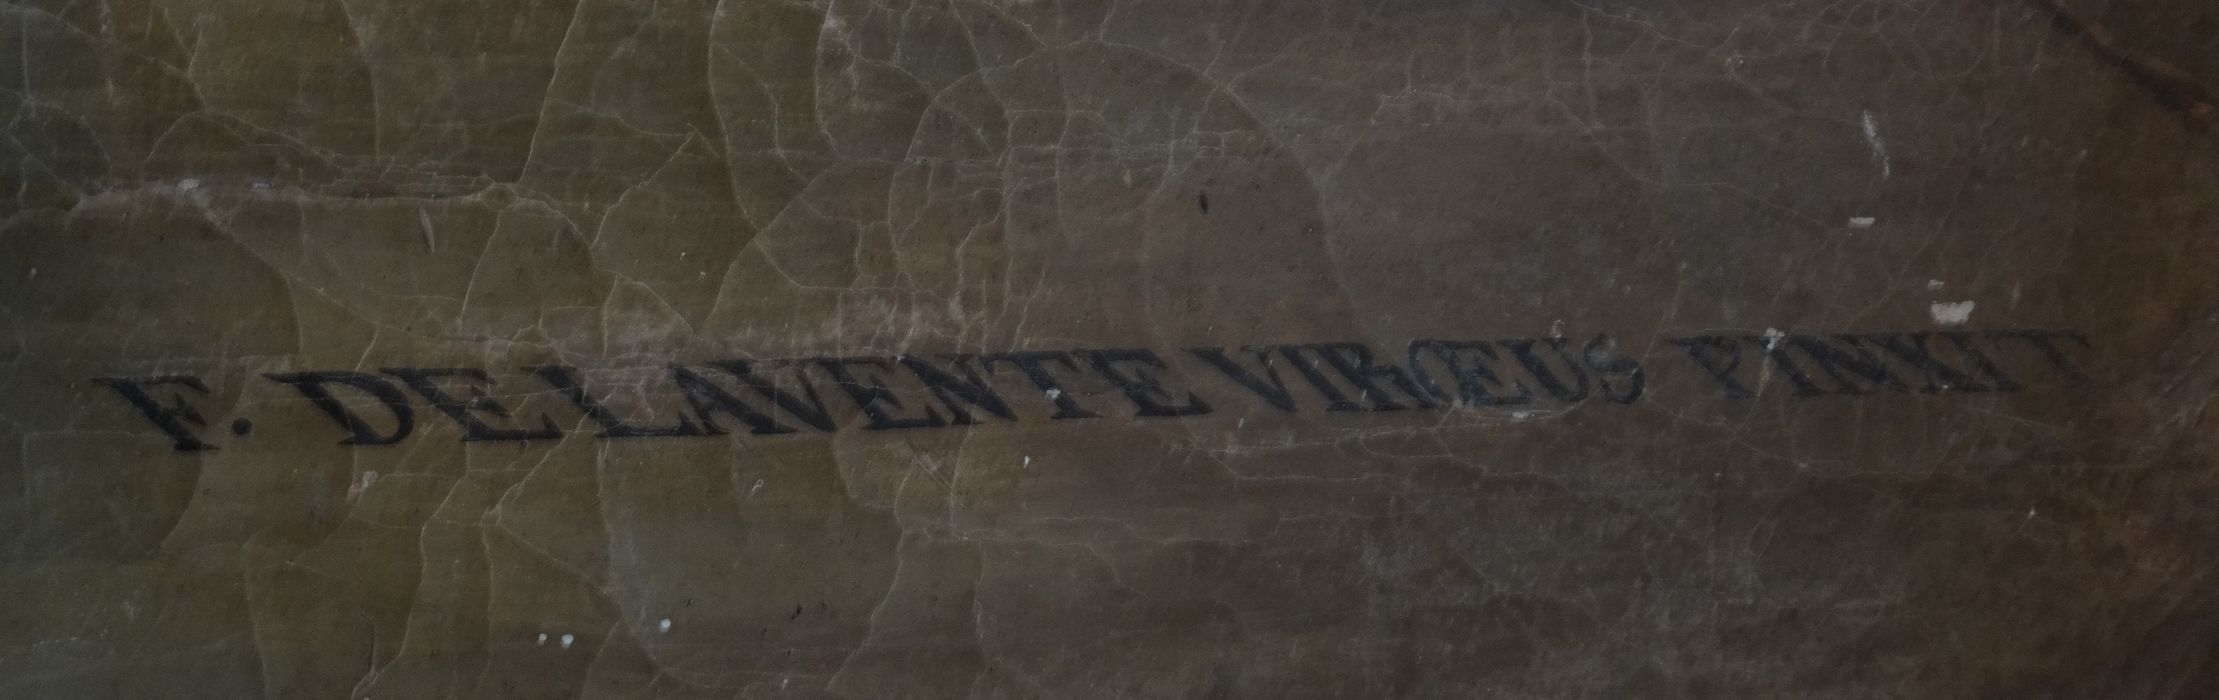 F. DE LAVENTE VIRŒUS PINXIT